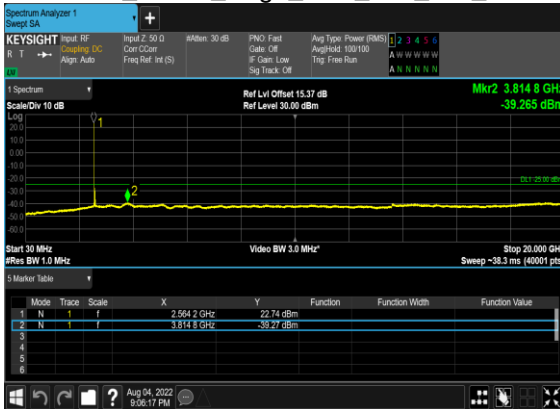 Spectrum Analyzer 1
Swept SA
+
KEYSIGHT Input: RF Input Z: 50 Ω #Atten: 30 dB PNO: Fast Avg Type: Power (RMS) 1 2 3 4 5 6
R T Coupling: DC Corr CCorr Gate: Off Avg|Hold: 100/100 A W W W W W
Align: Auto Freq Ref: Int (S) IF Gain: Low Trig: Free Run
LW Sig Track: Off A N N N N N
1 Spectrum Ref Lvl Offset 15.37 dB Mkr2 3.814 8 GHz
Scale/Div 10 dB Ref Level 30.00 dBm -39.265 dBm
Log
20.0
10.0
0.00
-10.0
-20.0
-30.0
-40.0
-50.0
-60.0
1
2
DL1 -25.00 dBm
Start 30 MHz Video BW 3.0 MHz* Stop 20.000 GH
#Res BW 1.0 MHz Sweep ~38.3 ms (40001 pts
5 Marker Table
Mode Trace Scale X Y Function Function Width Function Value
1 N 1 f 2.564 2 GHz 22.74 dBm
2 N 1 f 3.814 8 GHz -39.27 dBm
3
4
5
6
? Aug 04, 2022
9:06:17 PM